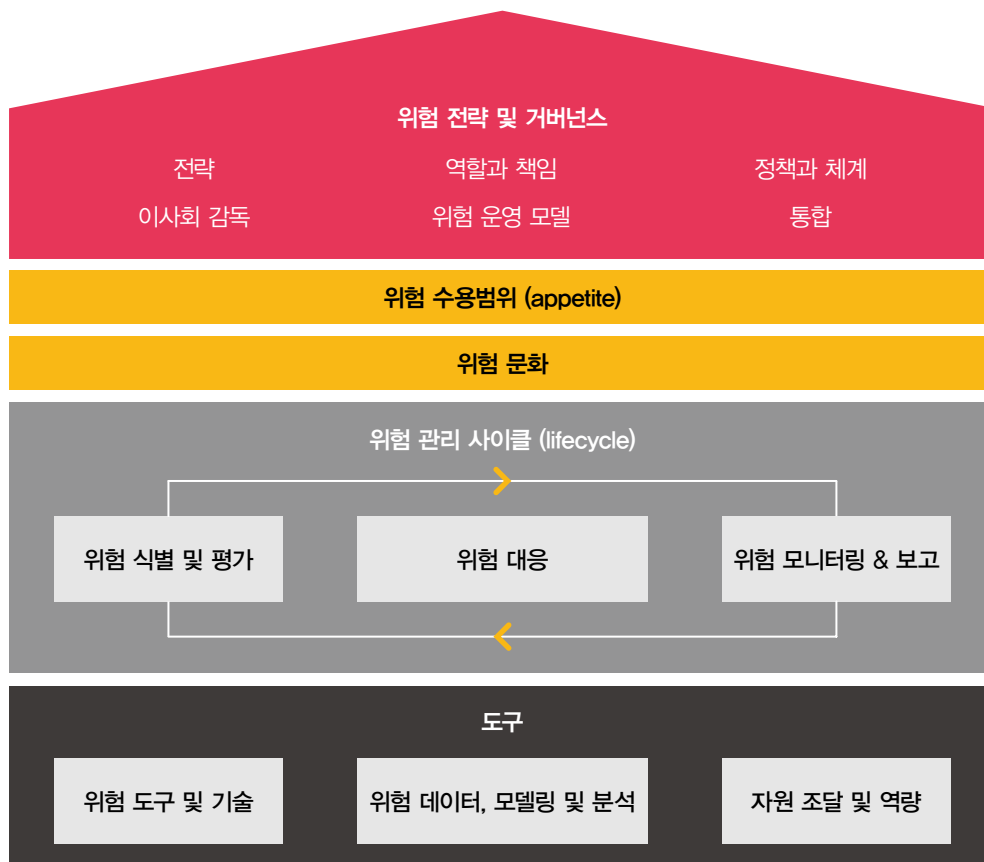 위험 전략 및 거버넌스
전략 역할과 책임 정책과 체계
이사회 감독 위험 운영 모델 통합
위험 수용범위 (appetite)
위험 문화
위험 관리 사이클 (lifecycle)
위험 식별 및 평가 위험 대응 위험 모니터링 & 보고
도구
위험 도구 및 기술 위험 데이터, 모델링 및 분석 자원 조달 및 역량